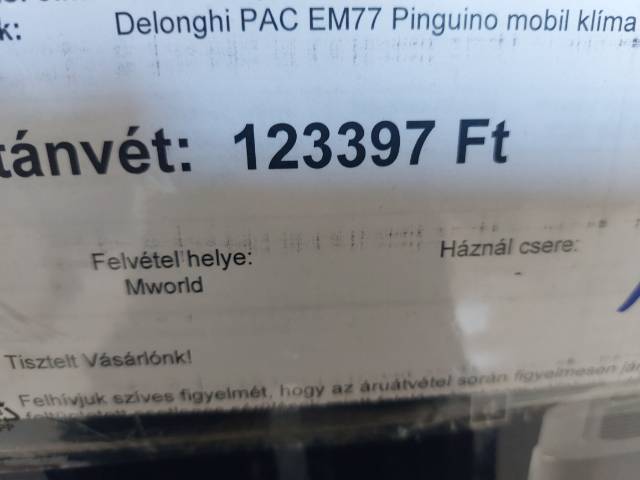 k: Delonghi PAC EM77 Pinguino mobil klíma
tánvét: 123397 Ft
Felvétel helye: Háznál csere:
Mworld -
Tisztelt Vásárlónk!
Felhívjuk szíves figyelmét, hogy az áruátvétel során figyelmesen